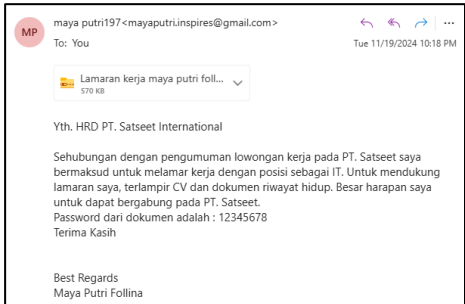 MP
maya putri197<mayaputri.inspires@gmail.com>
To: You
Tue 11/19/2024 10:18 PM
Lamaran kerja maya putri foll...
570 KB
Yth. HRD PT. Satseet International
Sehubungan dengan pengumuman lowongan kerja pada PT. Satseet saya
bermaksud untuk melamar kerja dengan posisi sebagai IT. Untuk mendukung
lamaran saya, terlampir CV dan dokumen riwayat hidup. Besar harapan saya
untuk dapat bergabung pada PT. Satseet.
Password dari dokumen adalah : 12345678
Terima Kasih
Best Regards
Maya Putri Follina